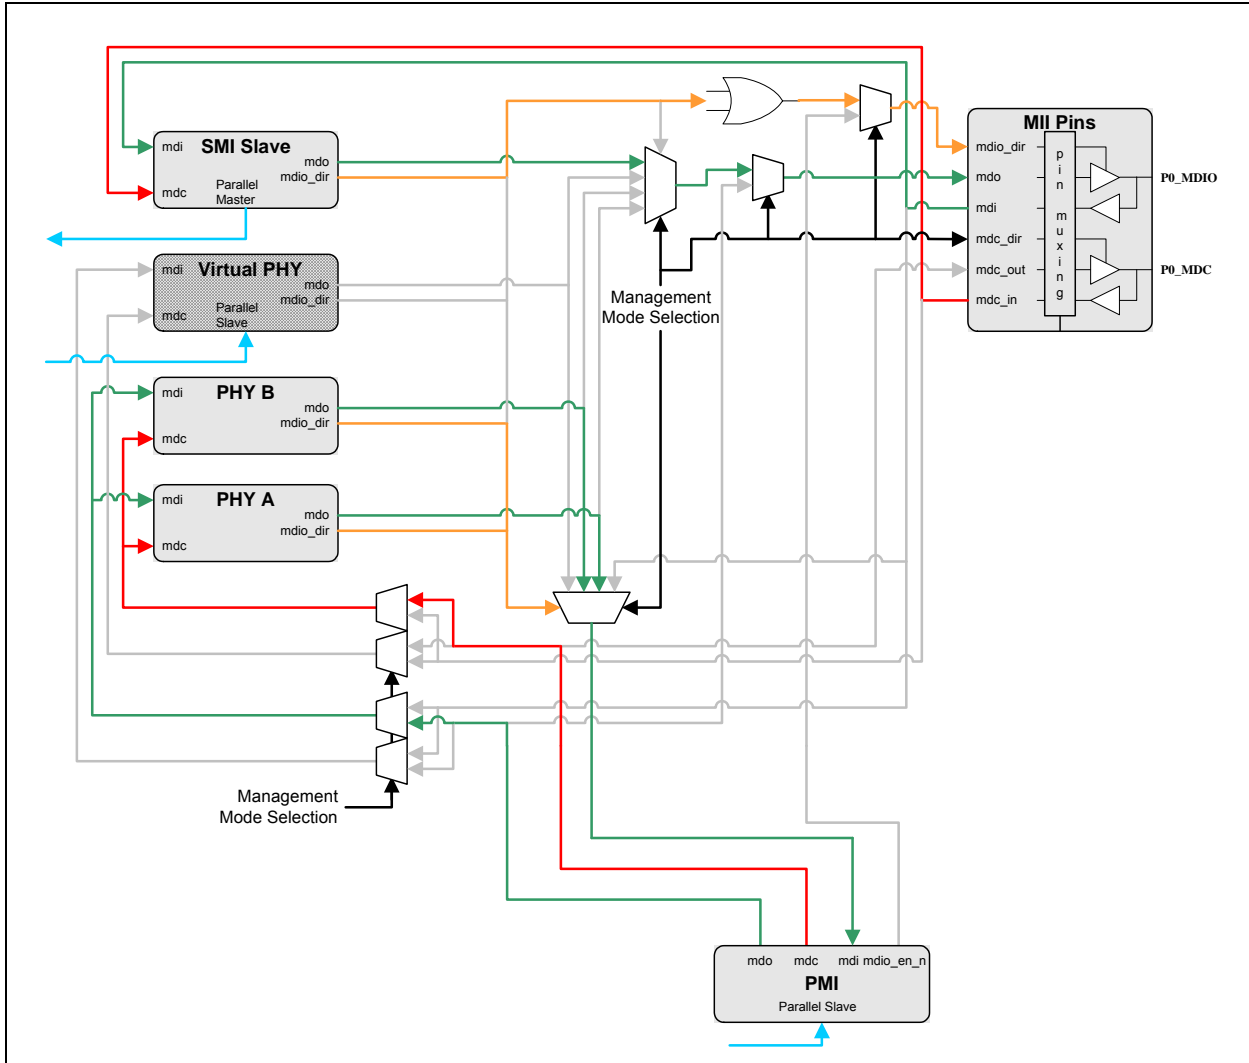 SMI Slave
mdi
mdo
mdio_dir
mdc
Parallel
Master
Virtual PHY
mdi
mdo
mdio_dir
mdc
Parallel
Slave
PHY B
mdi
mdo
mdio_dir
mdc
PHY A
mdi
mdo
mdio_dir
mdc
Management
Mode Selection
MII Pins
mdio_dir
mdo
mdi
mdc_dir
mdc_out
mdc_in
pin muxing
P0_MDIO
P0_MDC
Management
Mode Selection
mdo
mdc
mdi
mdio_en_n
PMI
Parallel Slave